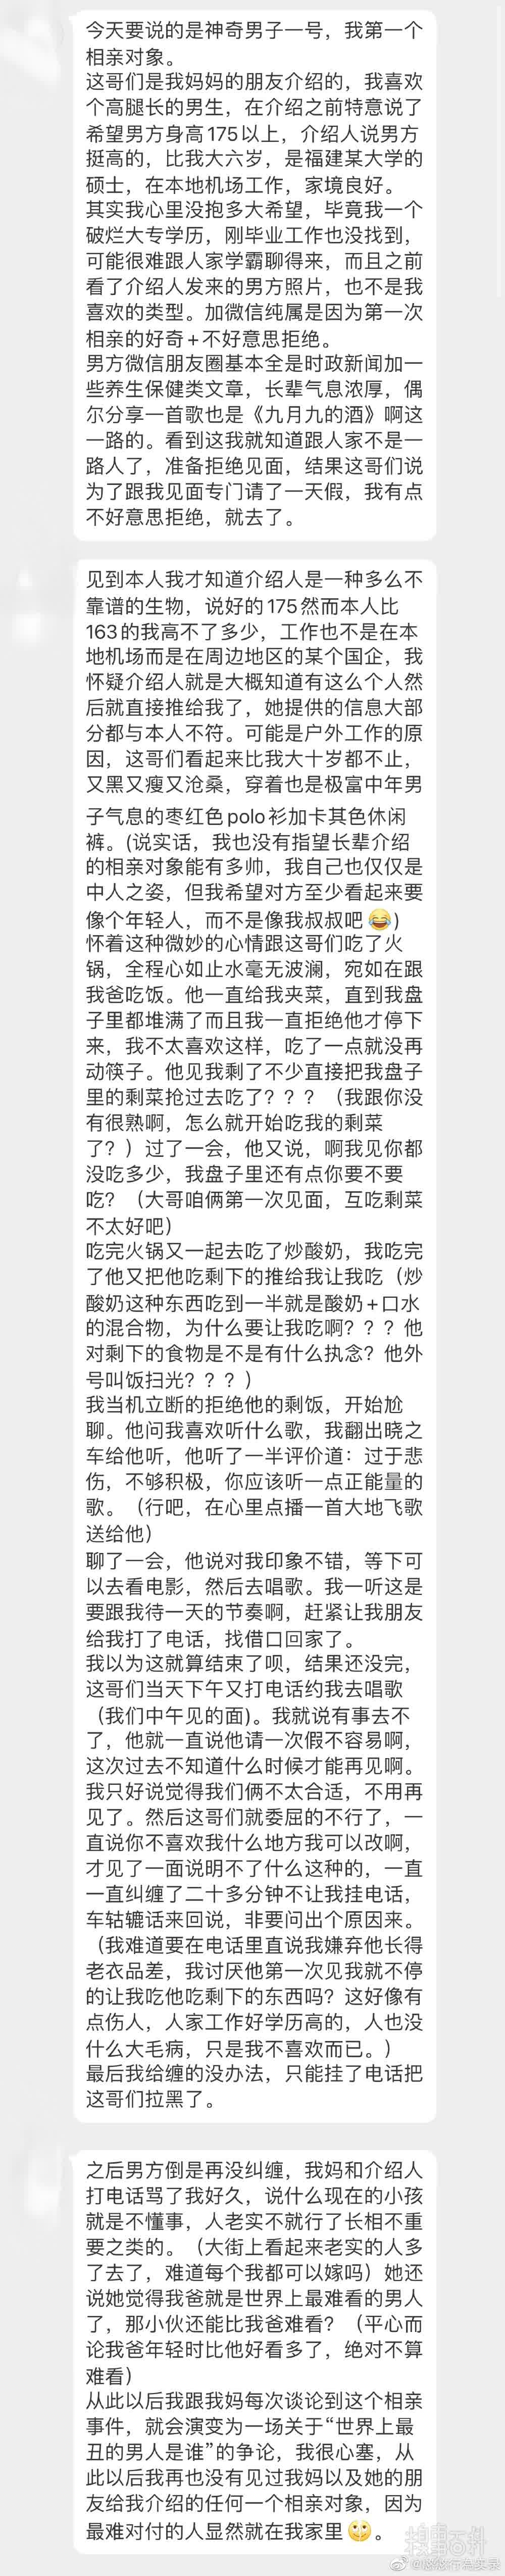 今天要说的是神奇男子一号，我第一个
相亲对象。
这哥们是我妈妈的朋友介绍的，我喜欢
个高腿长的男生，在介绍之前特意说了
希望男方身高175以上，介绍人说男方
挺高的，比我大六岁，是福建某大学的
硕士，在本地机场工作，家境良好。
其实我心里没抱多大希望，毕竟我一个
破烂大专学历，刚毕业工作也没找到，
可能很难跟人家学霸聊得来，而且之前
看了介绍人发来的男方照片，也不是我
喜欢的类型。加微信纯属是因为第一次
相亲的好奇+不好意思拒绝。
男方微信朋友圈基本全是时政新闻加一
些养生保健类文章，长辈气息浓厚，偶
尔分享一首歌也是《九月九的酒》啊这
一路的。看到这我就知道跟人家不是一
路人了，准备拒绝见面，结果这哥们说
为了跟我见面专门请了一天假，我有点
不好意思拒绝，就去了。
见到本人我才知道介绍人是一种多么不
靠谱的生物，说好的175然而本人比
163的我高不了多少，工作也不是在本
地机场而是在周边地区的某个国企，我
怀疑介绍人就是大概知道有这么个人然
后就直接推给我了，她提供的信息大部
分都与本人不符。可能是户外工作的原
因，这哥们看起来比我大十岁都不止，
又黑又瘦又沧桑，穿着也是极富中年男
子气息的枣红色polo衫加卡其色休闲
裤。(说实话，我也没有指望长辈介绍
的相亲对象能有多帅，我自己也仅仅是
中人之姿，但我希望对方至少看起来要
像个年轻人，而不是像我叔叔吧😂)
怀着这种微妙的心情跟这哥们吃了火
锅，全程心如止水毫无波澜，宛如在跟
我爸吃饭。他一直给我夹菜，直到我盘
子里都堆满了而且我一直拒绝他才停下
来，我不太喜欢这样，吃了一点就没再
动筷子。他见我剩了不少直接把我盘子
里的剩菜抢过去吃了？？？（我跟你没
有很熟啊，怎么就开始吃我的剩菜
了？）过了一会，他又说，啊我见你都
没吃多少，我盘子里还有点你要不要
吃？（大哥咱俩第一次见面，互吃剩菜
不太好吧）
吃完火锅又一起去吃了炒酸奶，我吃完
了他又把他吃剩下的推给我让我吃（炒
酸奶这种东西吃到一半就是酸奶+口水
的混合物，为什么要让我吃啊？？？他
对剩下的食物是不是有什么执念？他外
号叫饭扫光？？？）
我当机立断的拒绝他的剩饭，开始尬
聊。他问我喜欢听什么歌，我翻出晓之
车给他听，他听了一半评价道：过于悲
伤，不够积极，你应该听一点正能量的
歌。（行吧，在心里点播一首大地飞歌
送给他）
聊了一会，他说对我印象不错，等下可
以去看电影，然后去唱歌。我一听这是
要跟我待一天的节奏啊，赶紧让我朋友
给我打了电话，找借口回家了。
我以为这就算结束了呗，结果还没完，
这哥们当天下午又打电话约我去唱歌
（我们中午见的面)。我就说有事去不
了，他就一直说他请一次假不容易啊，
这次过去不知道什么时候才能再见啊。
我只好说觉得我们俩不太合适，不用再
见了。然后这哥们就委屈的不行了，一
直说你不喜欢我什么地方我可以改啊，
才见了一面说明不了什么这种的，一直
一直纠缠了二十多分钟不让我挂电话，
车轱辘话来回说，非要问出个原因来。
（我难道要在电话里直说我嫌弃他长得
老衣品差，我讨厌他第一次见我就不停
的让我吃他吃剩下的东西吗？这好像有
点伤人，人家工作好学历高的，人也没
什么大毛病，只是我不喜欢而已。）
最后我给缠的没办法，只能挂了电话把
这哥们拉黑了。
之后男方倒是再没纠缠，我妈和介绍人
打电话骂了我好久，说什么现在的小孩
就是不懂事，人老实不就行了长相不重
要之类的。（大街上看起来老实的人多
了去了，难道每个我都可以嫁吗）她还
说她觉得我爸就是世界上最难看的男人
了，那小伙还能比我爸难看？（平心而
论我爸年轻时比他好看多了，绝对不算
难看）
从此以后我跟我妈每次谈论到这个相亲
事件，就会演变为一场关于“世界上最
丑的男人是谁”的争论，我很心塞，从
此以后我再也没有见过我妈以及她的朋
友给我介绍的任何一个相亲对象，因为
最难对付的人显然就在我家里🙄。